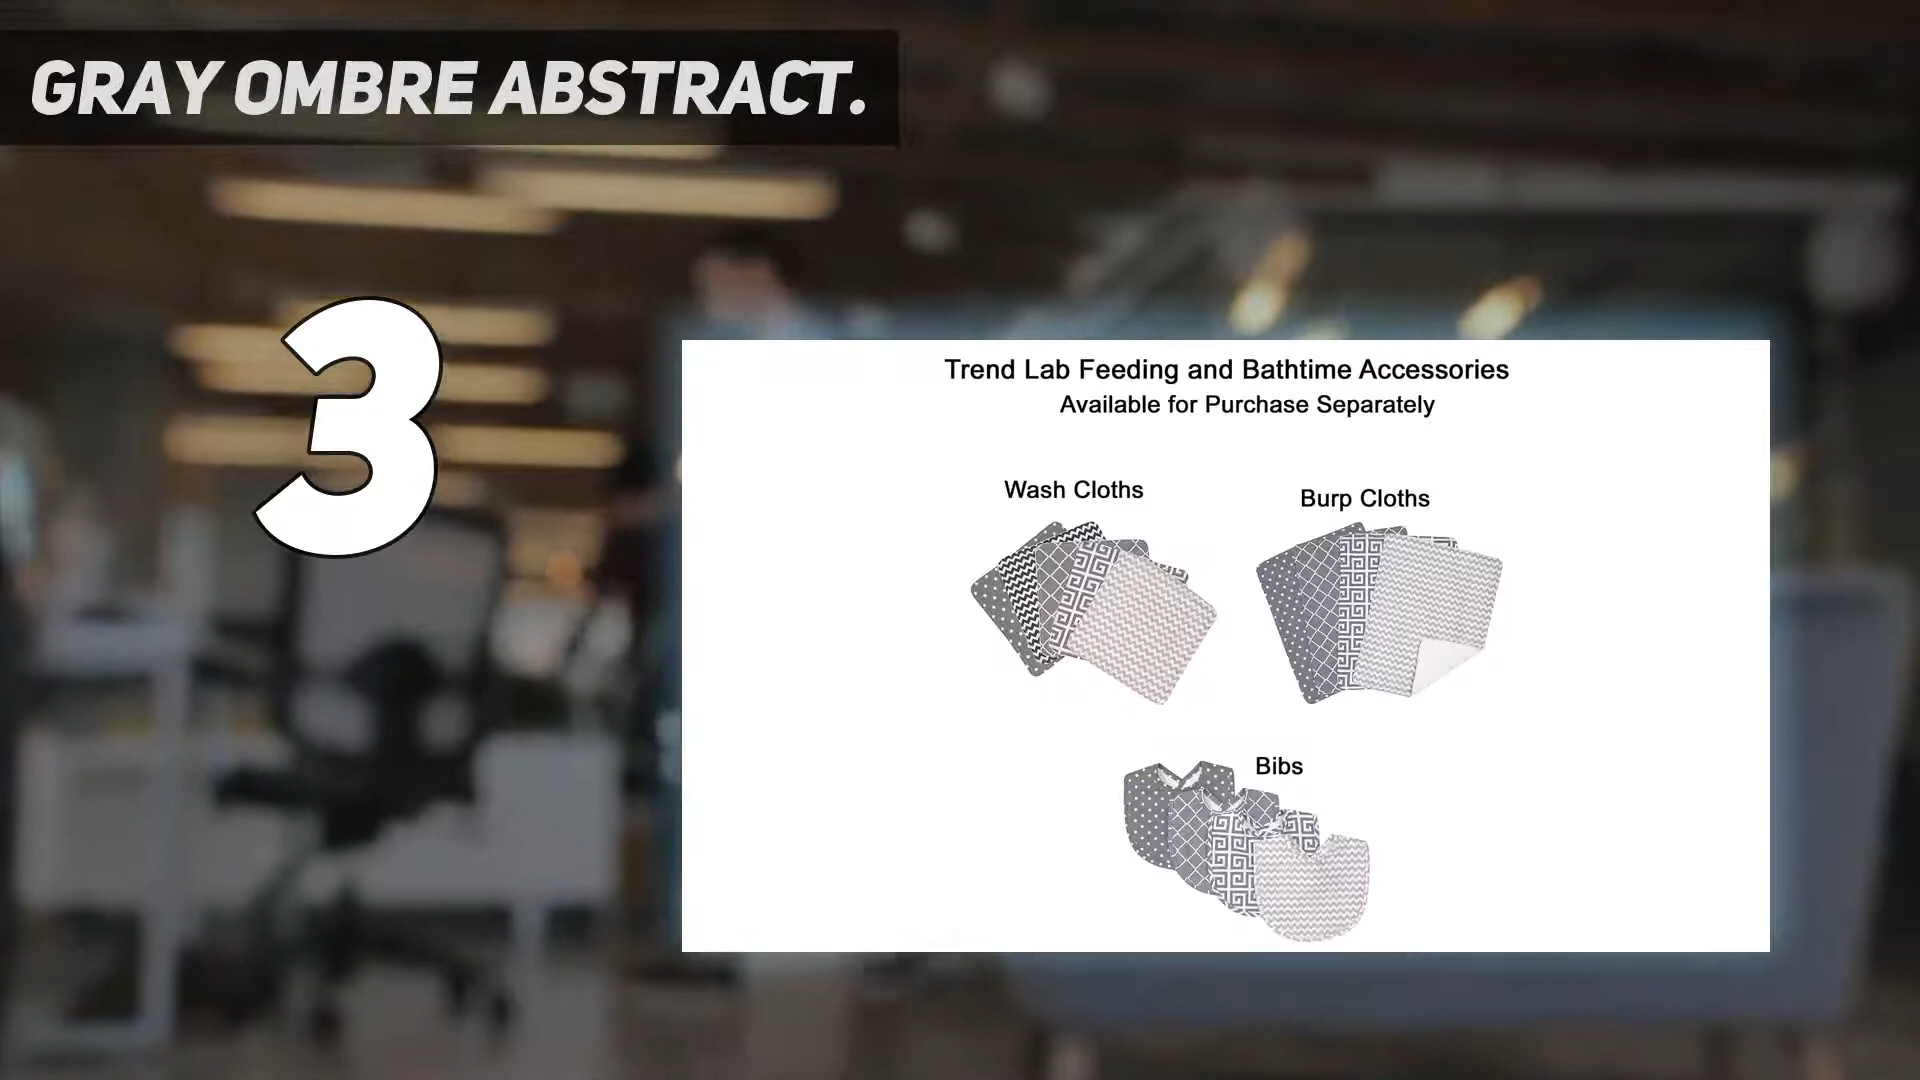 GRAY OMBRE ABSTRACT.
3
Trend Lab Feeding and Bathtime Accessories
Available for Purchase Separately
Wash Cloths
Burp Cloths
Bibs